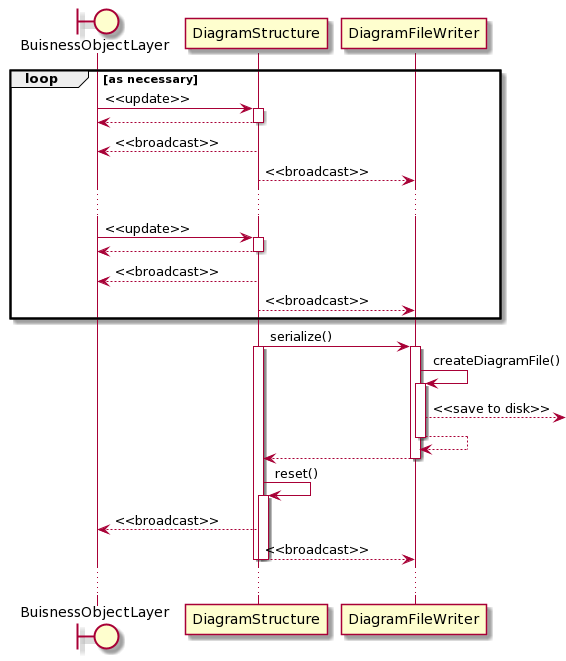 BuisnessObjectLayer
DiagramStructure
DiagramFileWriter
loop
[as necessary]
<<update>>
<<broadcast>>
<<broadcast>>
<<update>>
<<broadcast>>
<<broadcast>>
serialize()
createDiagramFile()
<<save to disk>>
reset()
<<broadcast>>
<<broadcast>>
BuisnessObjectLayer
DiagramStructure
DiagramFileWriter